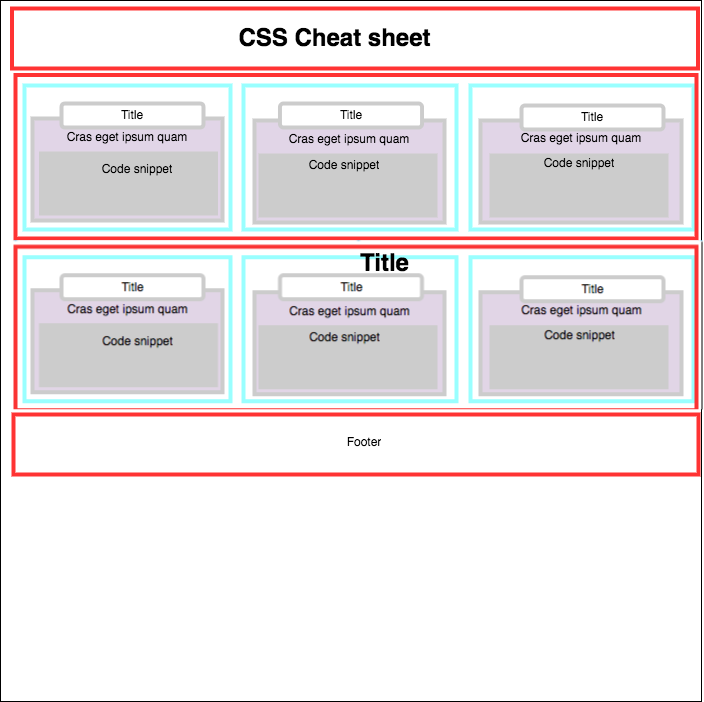 CSS Cheat sheet
Title
Cras eget ipsum quam
Code snippet
Title
Cras eget ipsum quam
Code snippet
Title
Cras eget ipsum quam
Code snippet
Title
Title
Cras eget ipsum quam
Code snippet
Title
Cras eget ipsum quam
Code snippet
Title
Cras eget ipsum quam
Code snippet
Footer